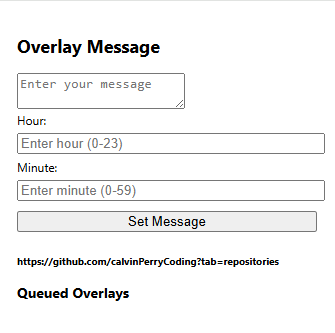 Overlay Message
Enter your message
Hour:
Enter hour (0-23)
Minute:
Enter minute (0-59)
Set Message
https://github.com/calvinPerryCoding?tab=repositories
Queued Overlays